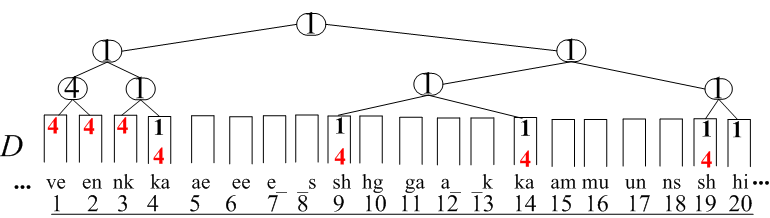 1
1 1
4 1 1 1
4 4 4 1 1 1 1 1
D 4 4 4 4
... ve en nk ka ae ee e_ _s sh hg ga a_ _k ka am mu un ns sh hi ...
1 2 3 4 5 6 7 8 9 10 11 12 13 14 15 16 17 18 19 20